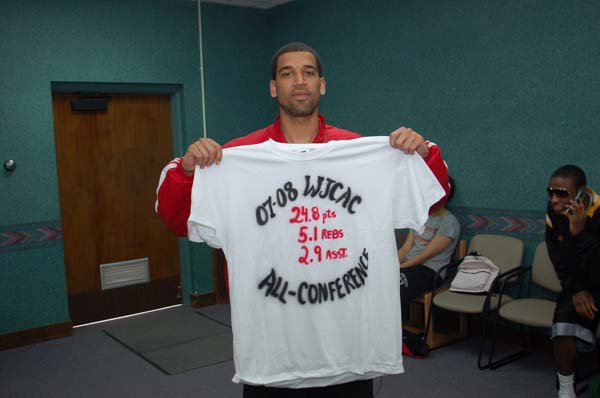 07-08 WJCAC
24.8 pts
5.1 REBS
2.9 ASST.
ALL-CONFERENCE